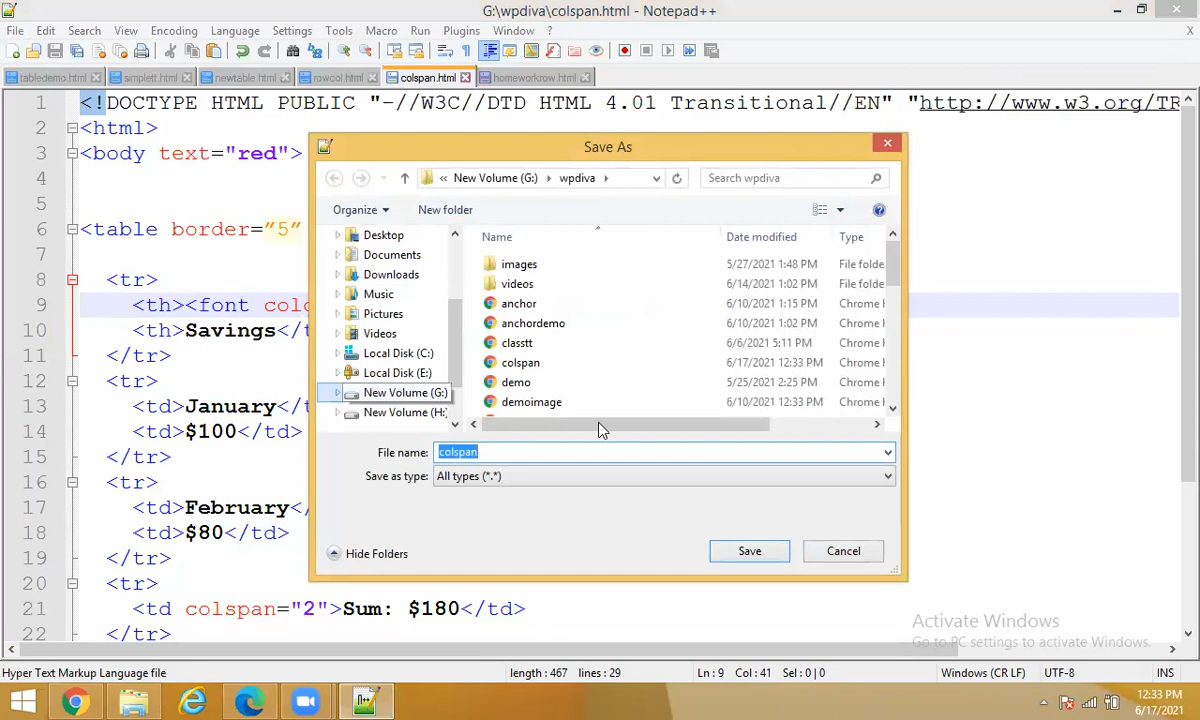 G:\wpdiva\colspan.html - Notepad++
File Edit Search View Encoding Language Settings Tools Macro Run Plugins Window ? X
tabledemo.html simplett.html newtable.html rowcol.html colspan.html homeworkrow.html
1 <!DOCTYPE HTML PUBLIC "-//W3C//DTD HTML 4.01 Transitional//EN" "http://www.w3.org/TR
2 <html>
3 <body text="red">
4
5
6 <table border=”5”
7
8 <tr>
9 <th><font colo
10 <th>Savings</t
11 </tr>
12 <tr>
13 <td>January</t
14 <td>$100</td>
15 </tr>
16 <tr>
17 <td>February</
18 <td>$80</td>
19 </tr>
20 <tr>
21 <td colspan="2">Sum: $180</td>
22 </tr>
Save As
« New Volume (G:) wpdiva Search wpdiva
Organize New folder
Desktop
Documents
Downloads
Music
Pictures
Videos
Local Disk (C:)
Local Disk (E:)
New Volume (G:)
New Volume (H:)
Name Date modified Type
images 5/27/2021 1:48 PM File folde
videos 6/14/2021 1:02 PM File folde
anchor 6/10/2021 1:15 PM Chrome H
anchordemo 6/10/2021 1:02 PM Chrome H
classtt 6/6/2021 5:11 PM Chrome H
colspan 6/17/2021 12:33 PM Chrome H
demo 5/25/2021 2:25 PM Chrome H
demoimage 6/10/2021 12:33 PM Chrome H
File name: colspan
Save as type: All types (*.*)
Hide Folders Save Cancel
Activate Windows
Go to PC settings to activate Windows.
Hyper Text Markup Language file length : 467 lines : 29 Ln : 9 Col : 41 Sel : 0 | 0 Windows (CR LF) UTF-8 INS
12:33 PM
6/17/2021